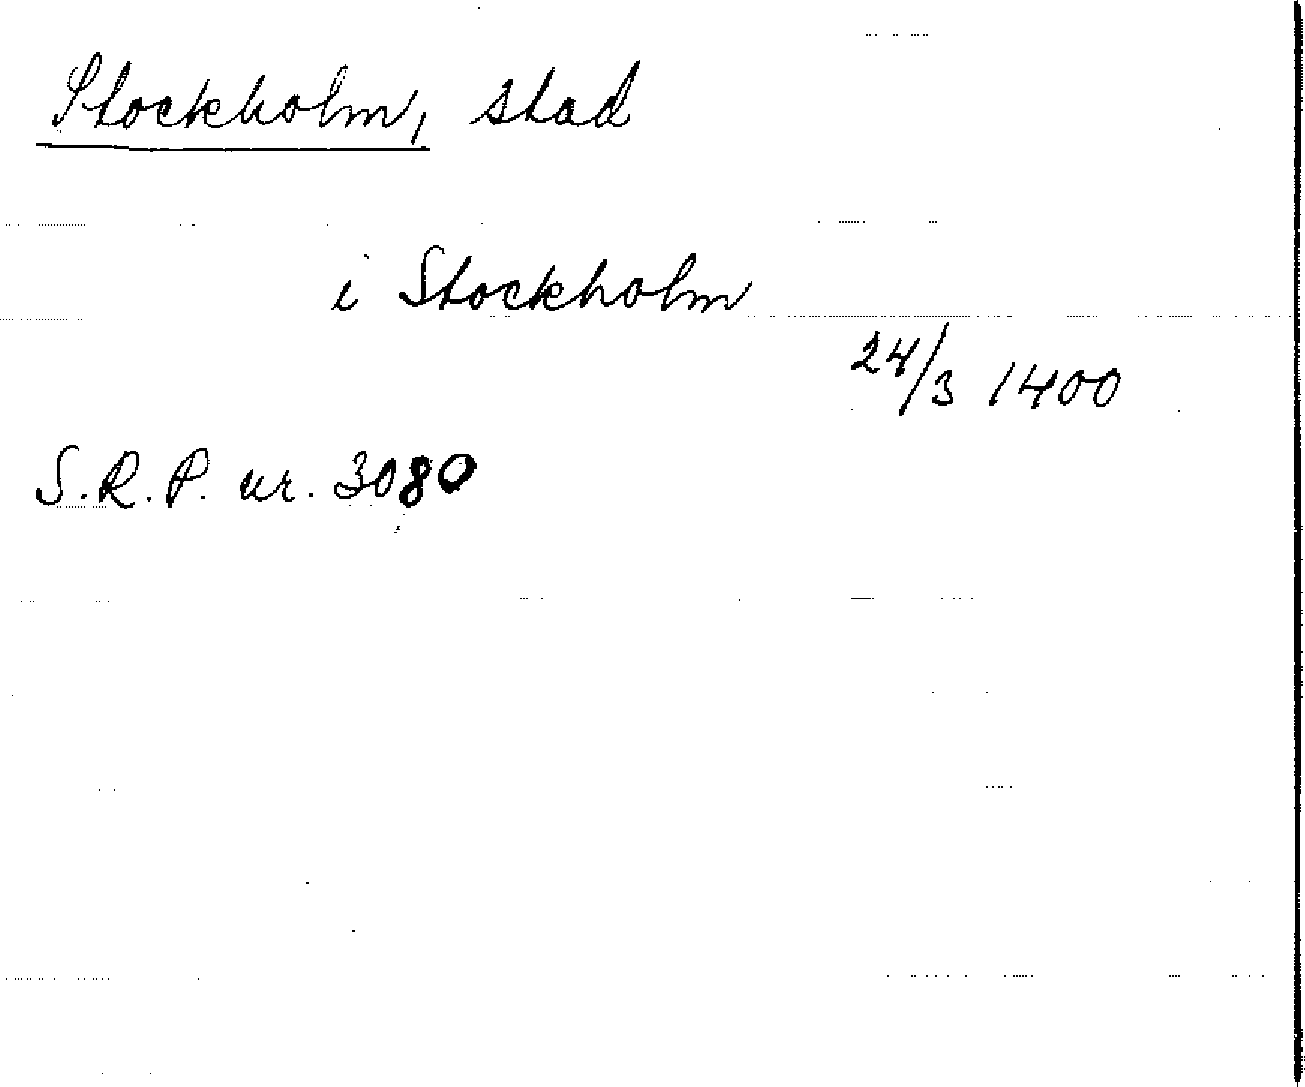 Stockholm, stad
i Stockholm
24/3 1400
S.R.P. nr. 3080